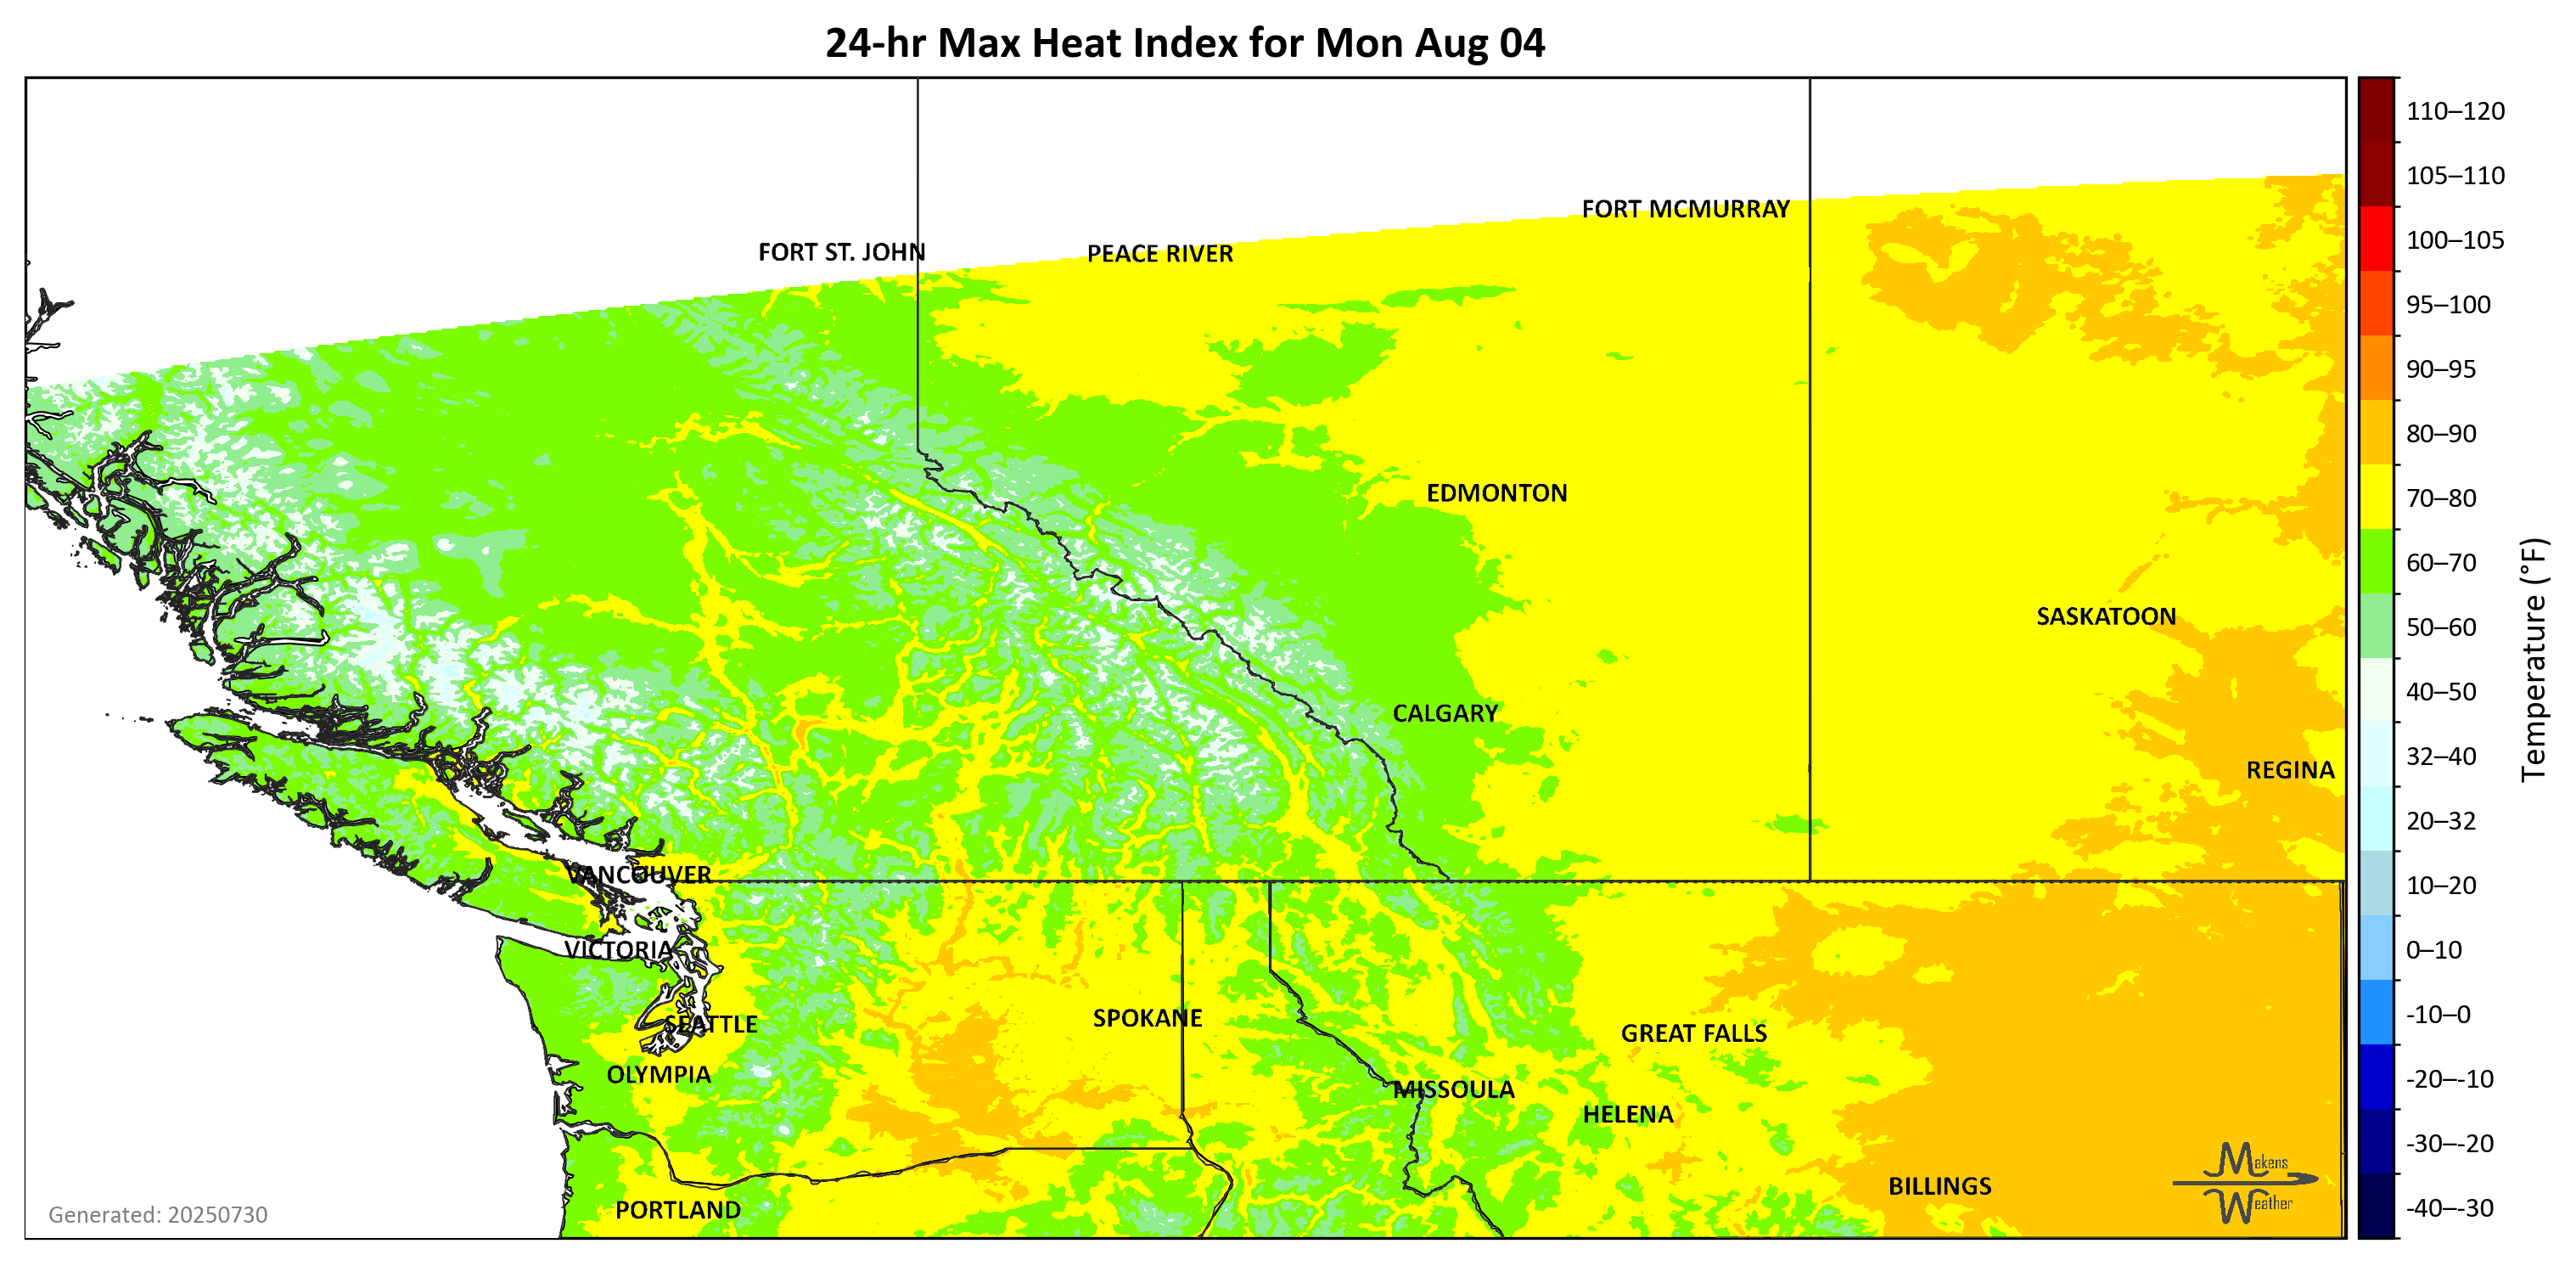 24-hr Max Heat Index for Mon Aug 04
FORT MCMURRAY
FORT ST. JOHN
PEACE RIVER
EDMONTON
SASKATOON
CALGARY
REGINA
VANCOUVER
VICTORIA
SPOKANE
SEATTLE
GREAT FALLS
OLYMPIA
MISSOULA
HELENA
BILLINGS
PORTLAND
Makens
Weather
Generated: 20250730
110–120
105–110
100–105
95–100
90–95
80–90
70–80
60–70
50–60
40–50
32–40
20–32
10–20
0–10
-10–0
-20–-10
-30–-20
-40–-30
Temperature (°F)